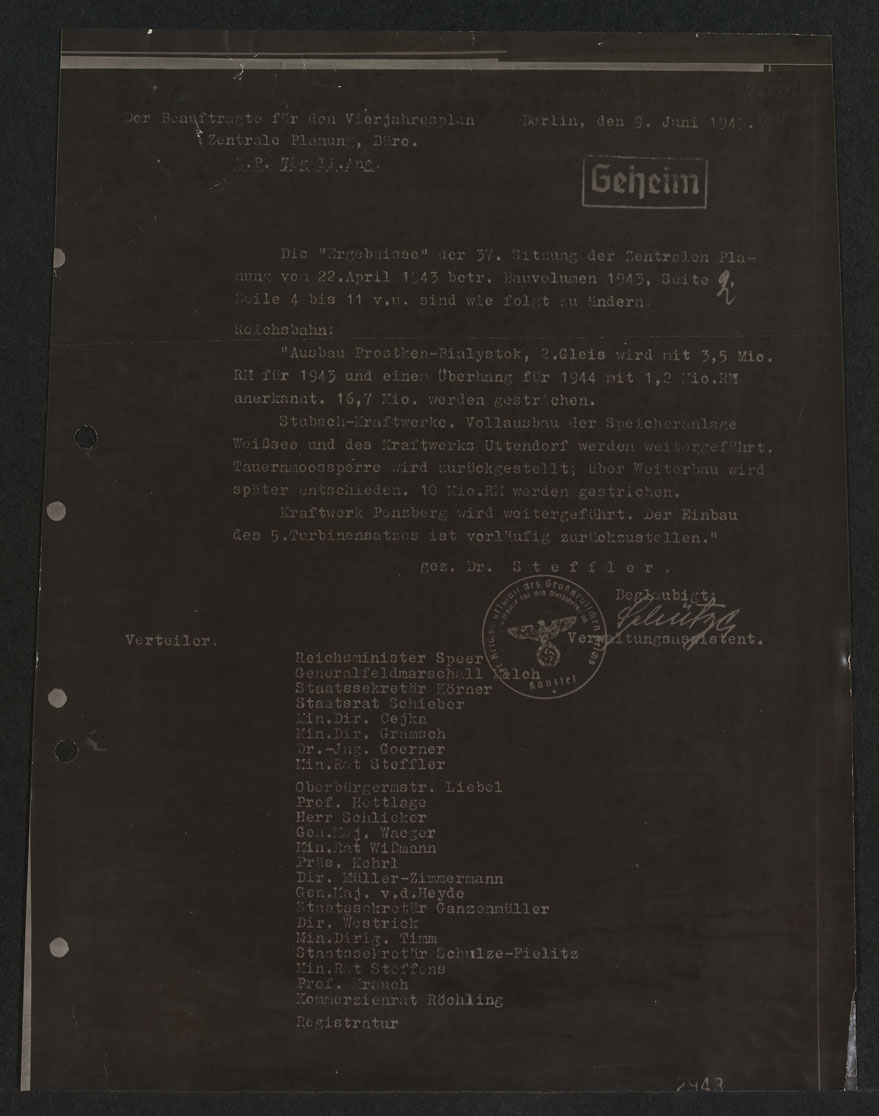 Der Beauftragte für den Vierjahresplan Berlin, den 9. Juni 1943.
Zentrale Planung, Büro.
Geheim
Die "Ergebnisse" der 37. Sitzung der Zentralen Pla-
nung vom 22.April 1943 betr. Bauvolumen 1943, Seite 2,
Zeile 4 bis 11 v.u. sind wie folgt zu ändern:
Reichsbahn:
"Ausbau Prostken-Bialystok, 2.Gleis wird mit 3,5 Mio.
RM für 1943 und einem Überhang für 1944 mit 1,2 Mio.RM
anerkannt. 16,7 Mio. werden gestrichen.
Stubach-Kraftwerke. Vollausbau der Speicheranlage
Weißsee und des Kraftwerks Uttendorf werden weitergeführt.
Tauernmoossperre wird zurückgestellt; über Weiterbau wird
später entschieden. 10 Mio.RM werden gestrichen.
Kraftwerk Penzberg wird weitergeführt. Der Einbau
des 5.Turbinensatzes ist vorläufig zurückzustellen."
gez. Dr. Steffler.
Beglaubigt:
Verwaltungsassistent.
Kanzlei
Verteiler:
Reichsminister Speer
Generalfeldmarschall Milch
Staatssekretär Körner
Staatsrat Schieber
Min.Dir. Cejka
Min.Dir. Gramsch
Dr.-Jug. Goerner
Min.Rat Steffler
Oberbürgermstr. Liebel
Prof. Hettlage
Herr Schlieker
Gen.Maj. Waeger
Min.Rat Wißmann
Präs. Kehrl
Dir. Müller-Zimmermann
Gen.Maj. v.d.Heyde
Staatssekretär Ganzenmüller
Dir. Westrick
Min.Dirig. Timm
Staatssekretär Schulze-Fielitz
Min.Rat Steffens
Prof. Krauch
Kommerzienrat Röchling
Registratur
2943